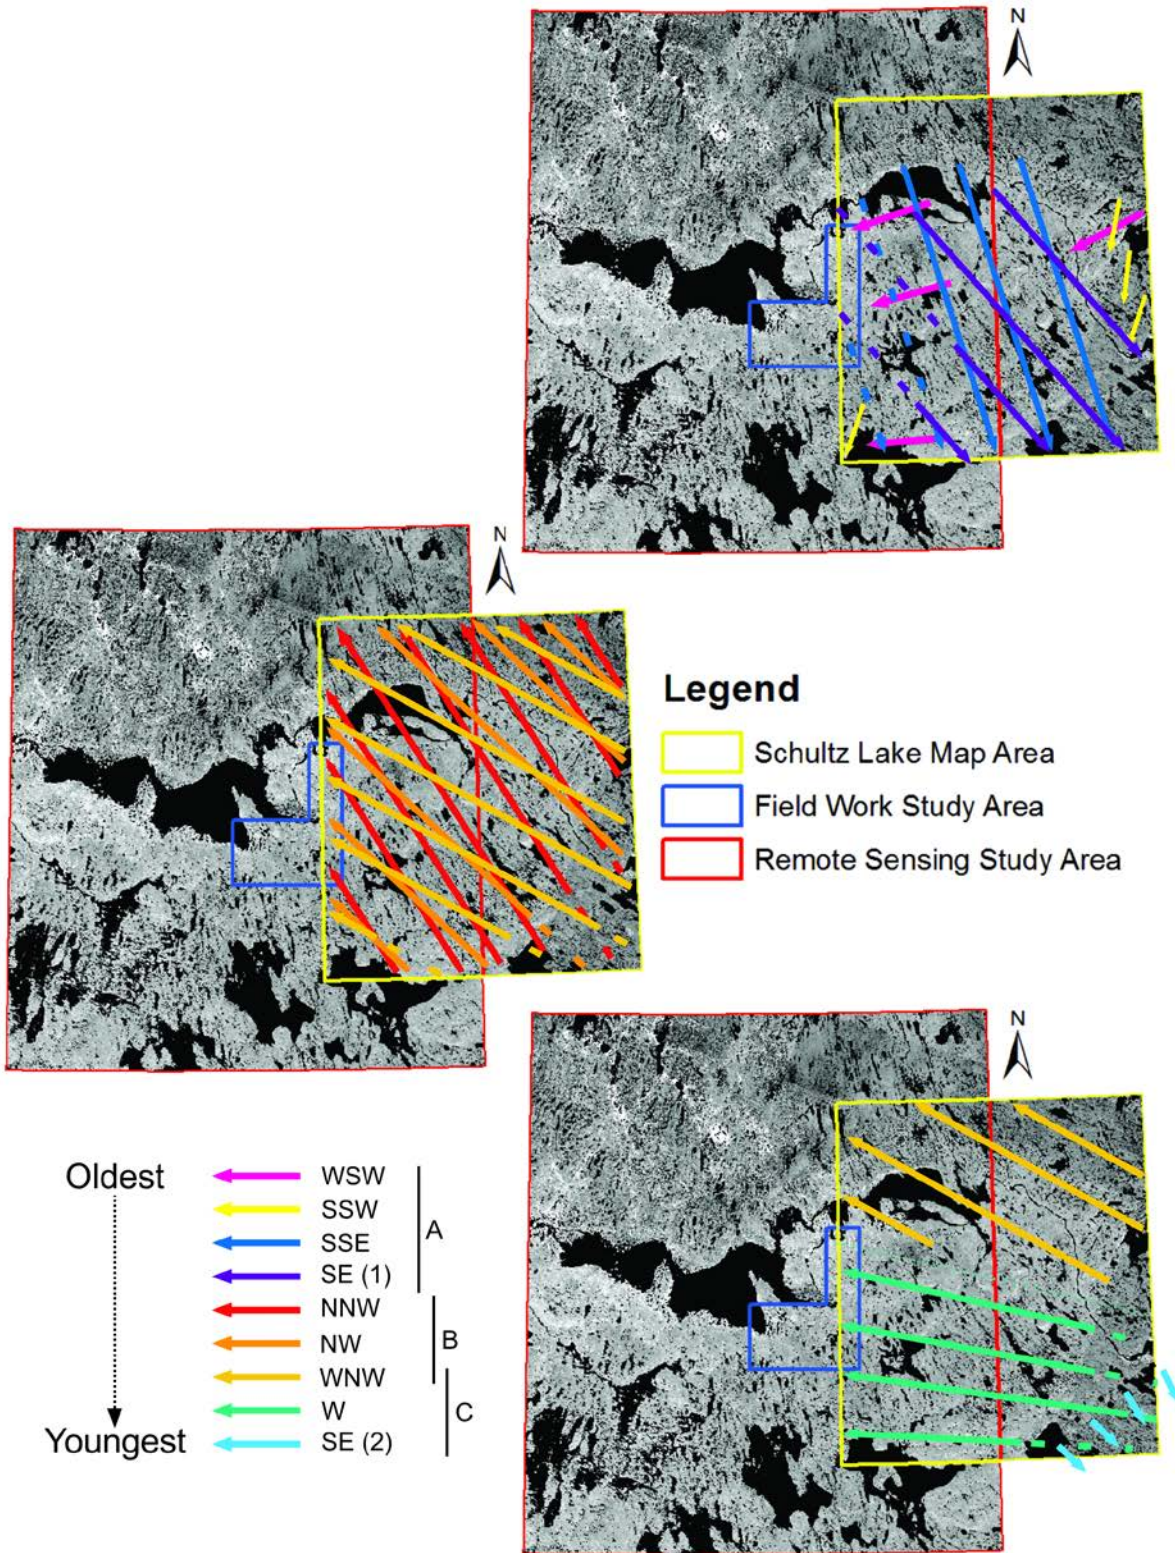 N
N
Legend
Schultz Lake Map Area
Field Work Study Area
Remote Sensing Study Area
N
Oldest
Youngest
WSW
SSW
SSE
SE (1)
NNW
NW
WNW
W
SE (2)
A
B
C